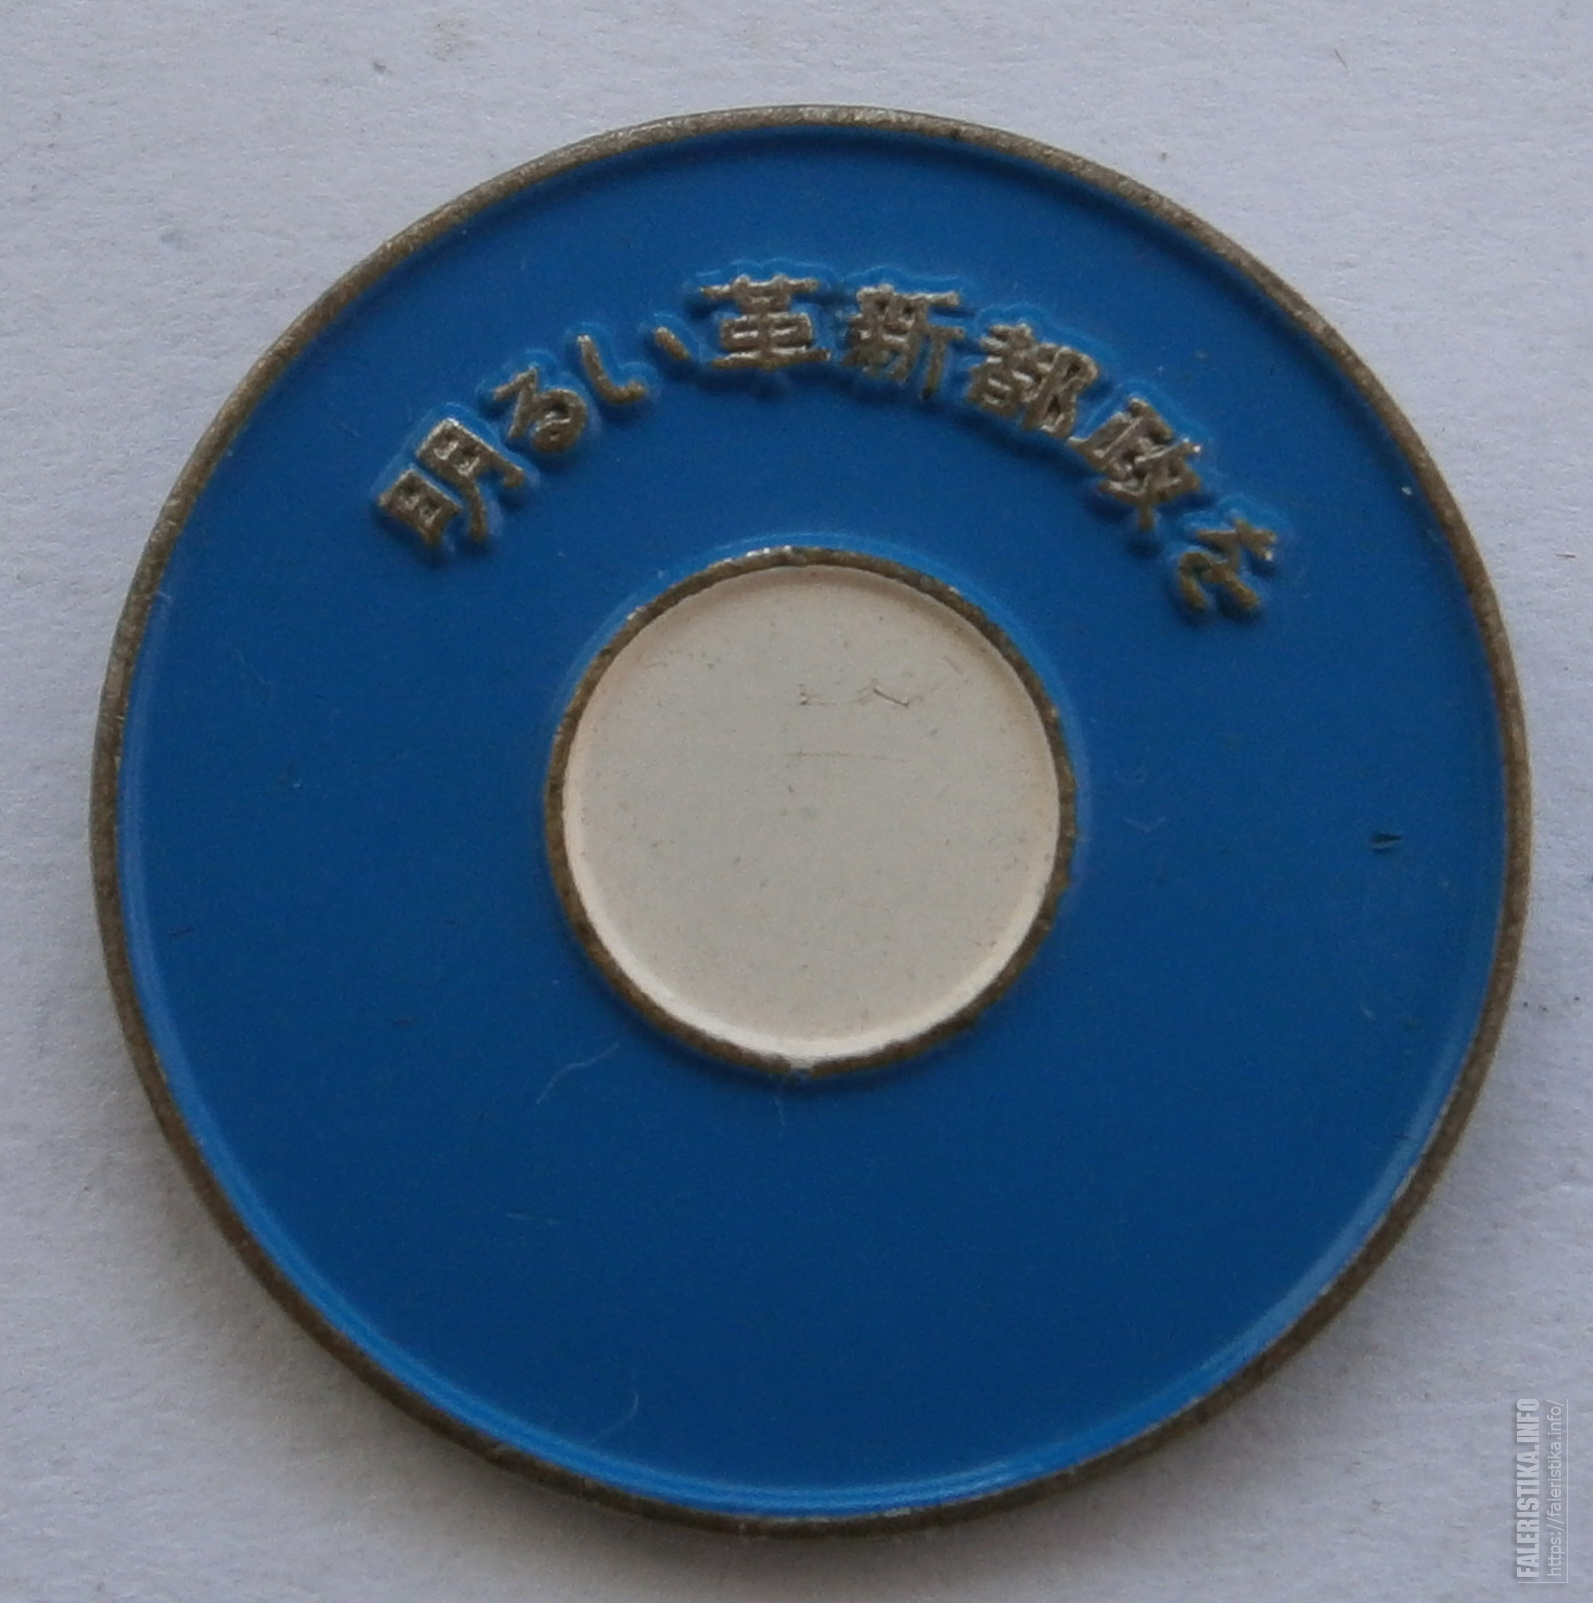 明るい革新都政を
FALERISTIKA.INFO
https://faleristika.info/